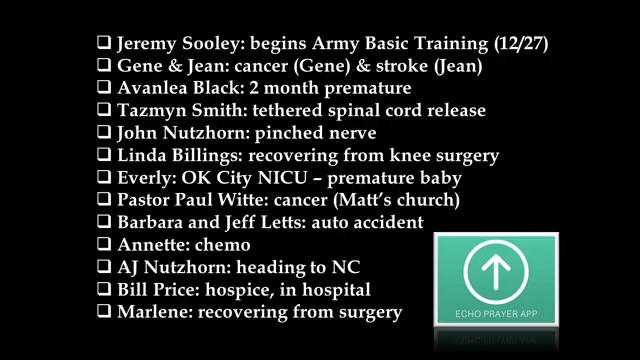 ❑ Jeremy Sooley: begins Army Basic Training (12/27)
❑ Gene & Jean: cancer (Gene) & stroke (Jean)
❑ Avanlea Black: 2 month premature
❑ Tazmyn Smith: tethered spinal cord release
❑ John Nutzhorn: pinched nerve
❑ Linda Billings: recovering from knee surgery
❑ Everly: OK City NICU – premature baby
❑ Pastor Paul Witte: cancer (Matt's church)
❑ Barbara and Jeff Letts: auto accident
❑ Annette: chemo
❑ AJ Nutzhorn: heading to NC
❑ Bill Price: hospice, in hospital
❑ Marlene: recovering from surgery
ECHO PRAYER APP